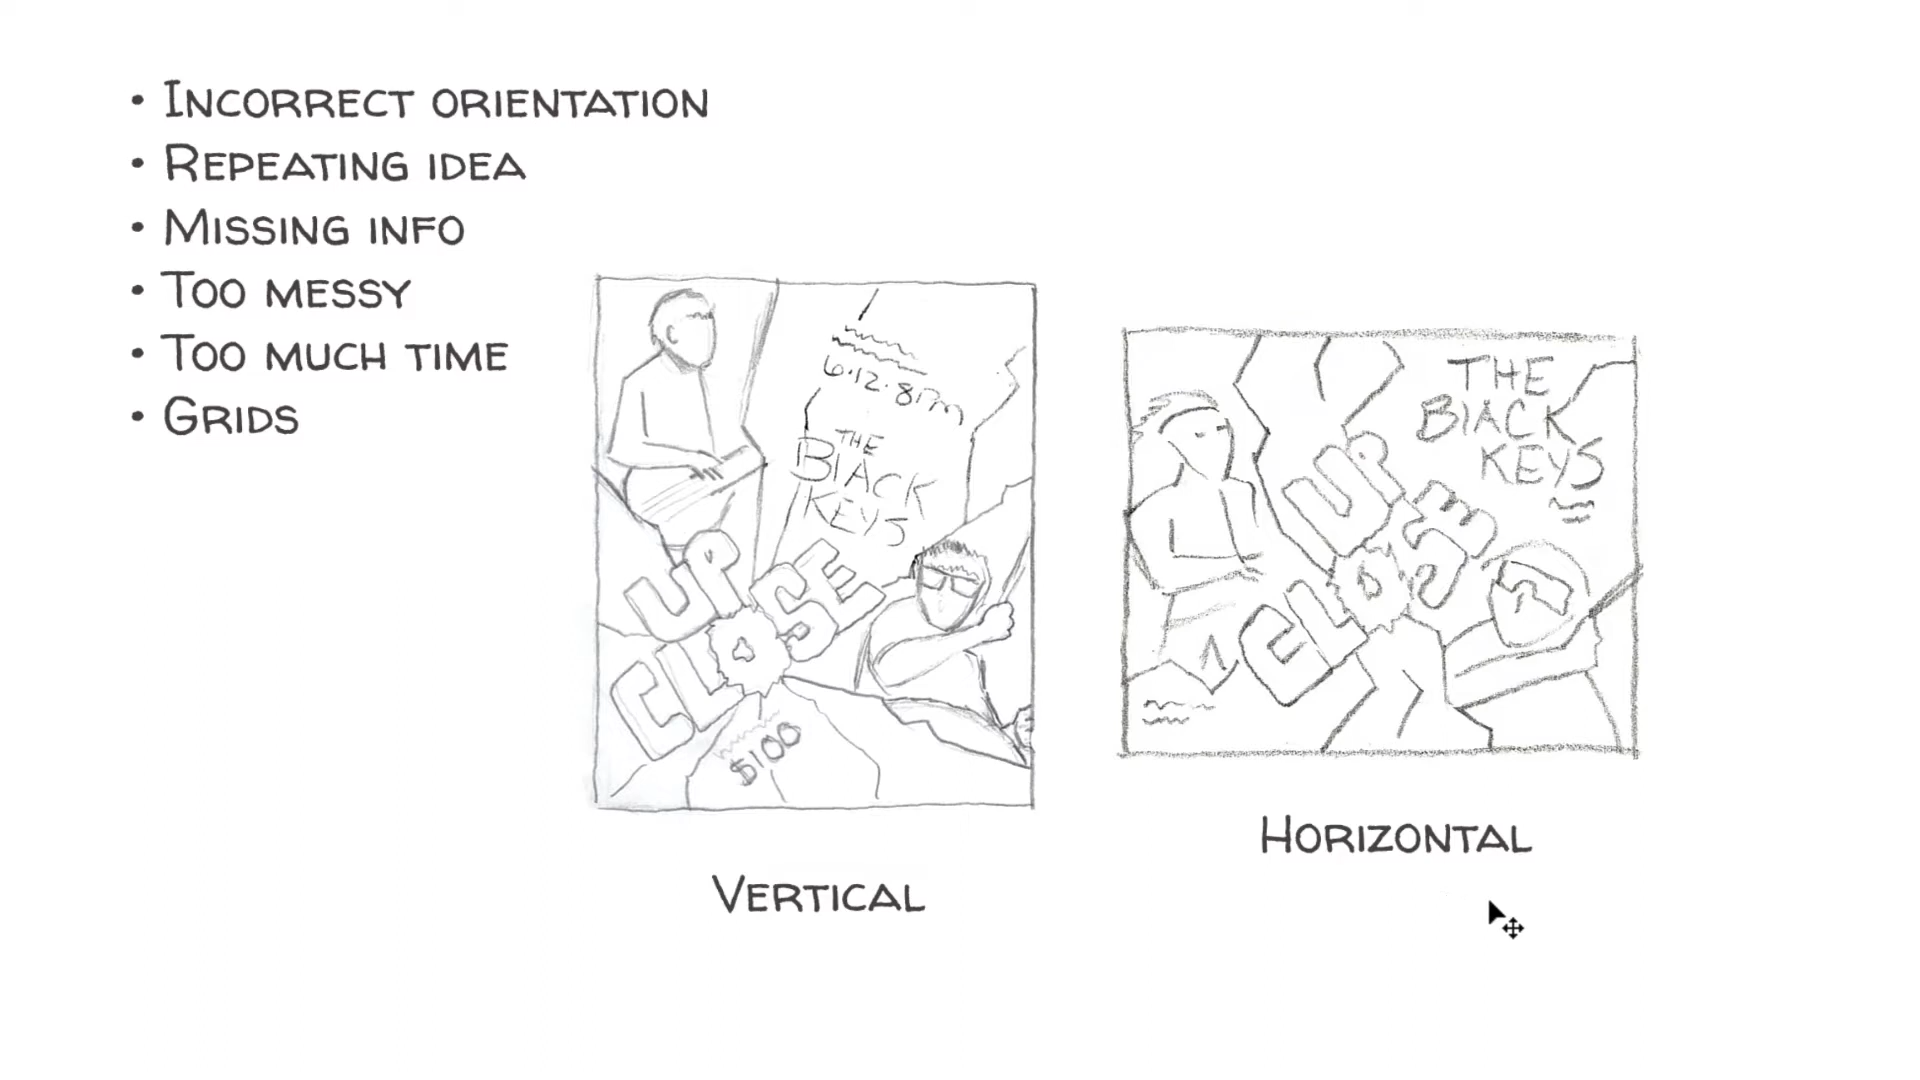 • Incorrect orientation
• Repeating idea
• Missing info
• Too messy
• Too much time
• Grids
6.12.8PM
THE
BLACK
KEYS
UP
CLOSE
$100
Vertical
THE
BLACK
KEYS
UP
CLOSE
Horizontal